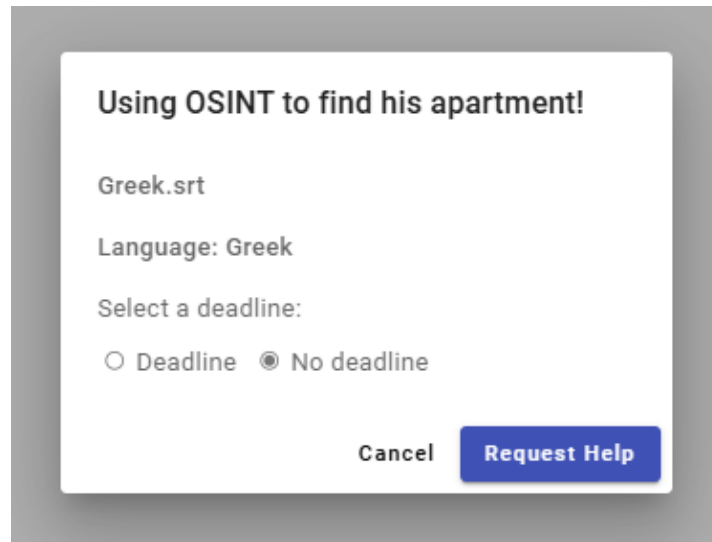 Using OSINT to find his apartment!
Greek.srt
Language: Greek
Select a deadline:
Deadline No deadline
Cancel Request Help